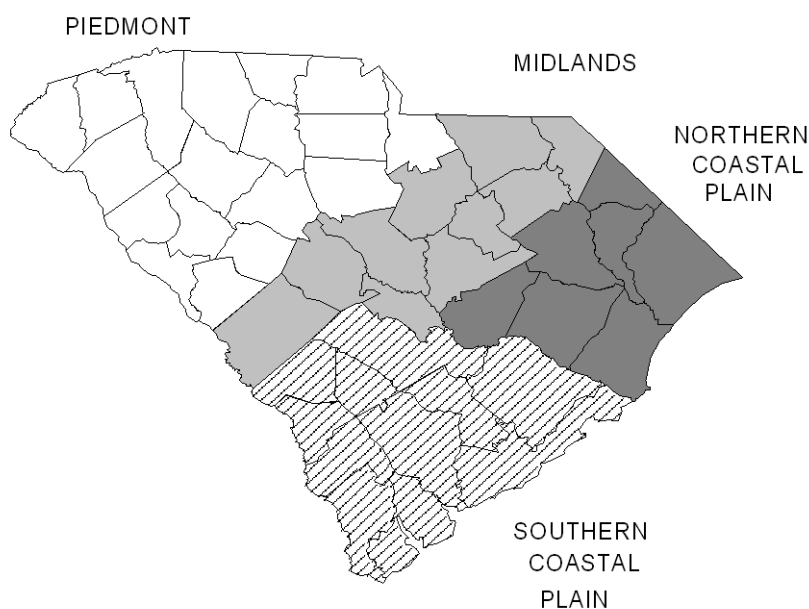 PIEDMONT
MIDLANDS
NORTHERN
COASTAL
PLAIN
SOUTHERN
COASTAL
PLAIN